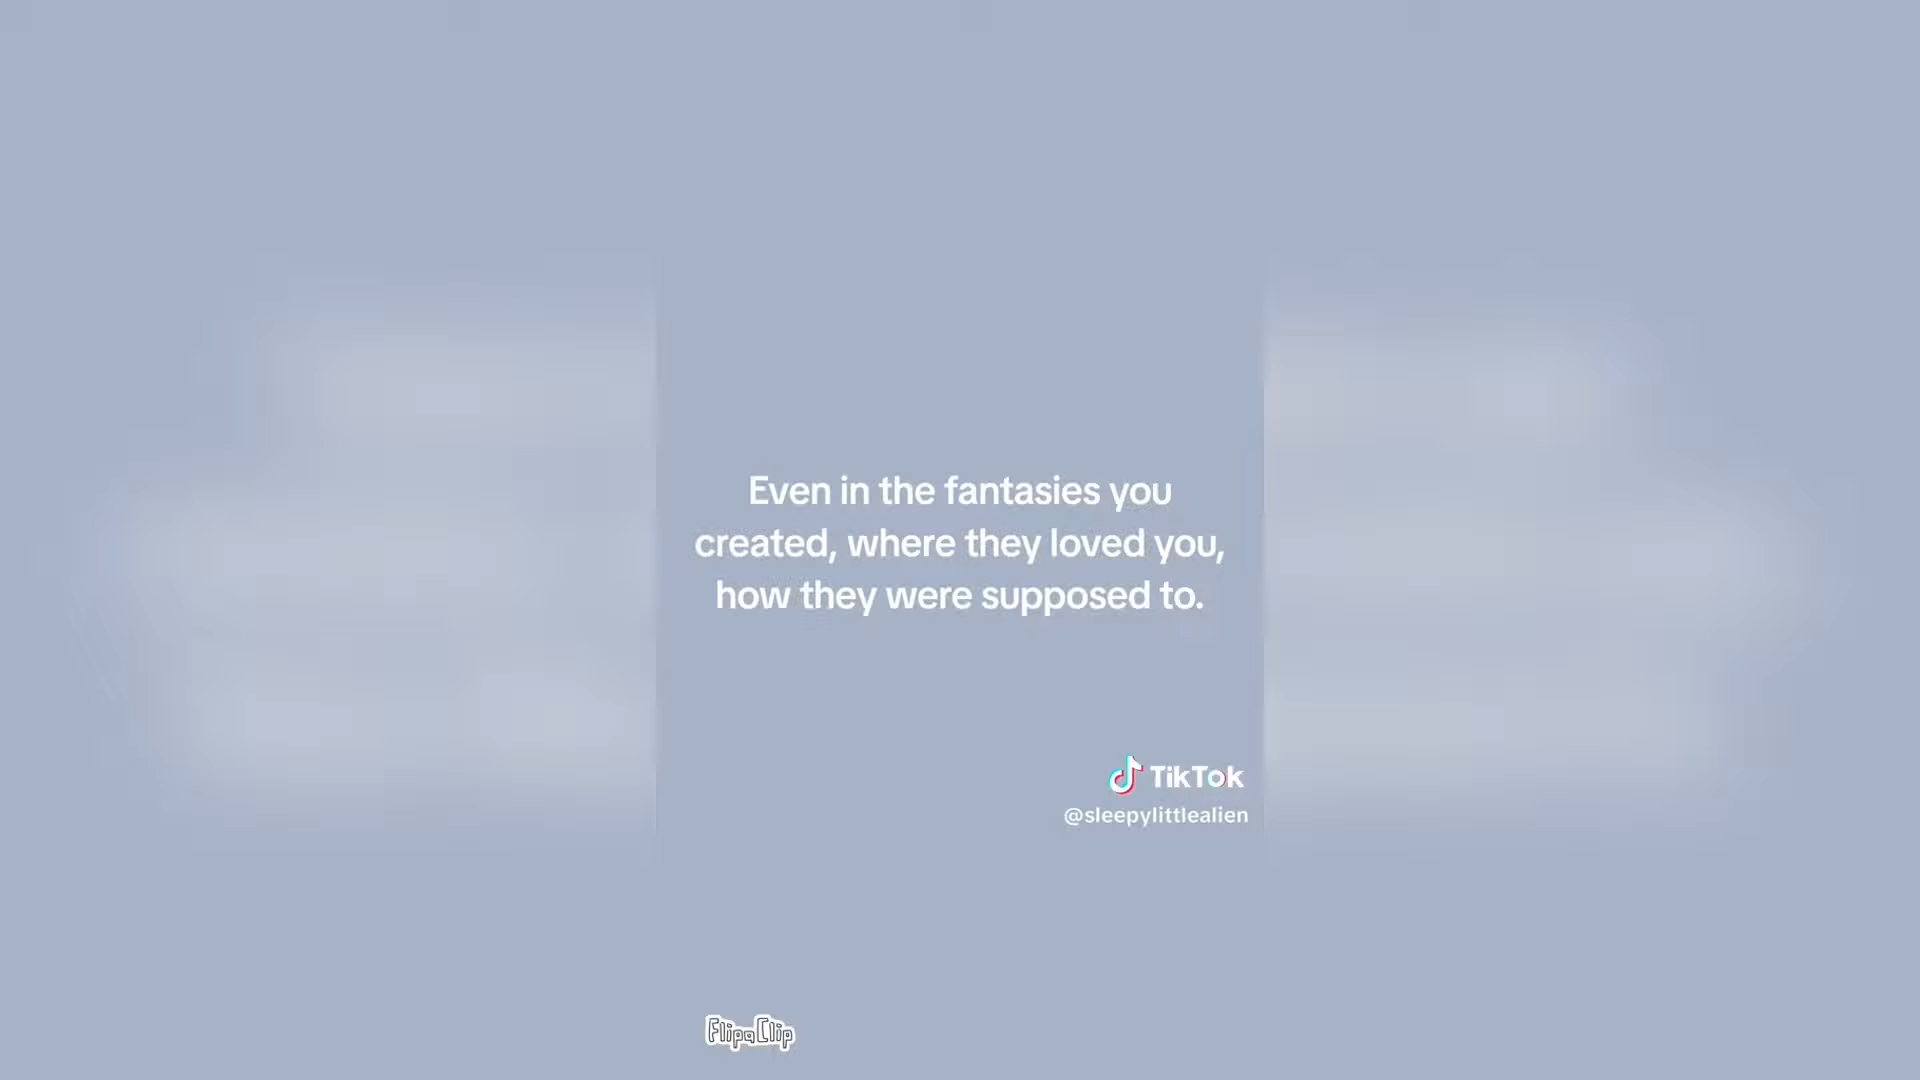 Even in the fantasies you
created, where they loved you,
how they were supposed to.
TikTok
@sleepylittlealien
FlipaClip